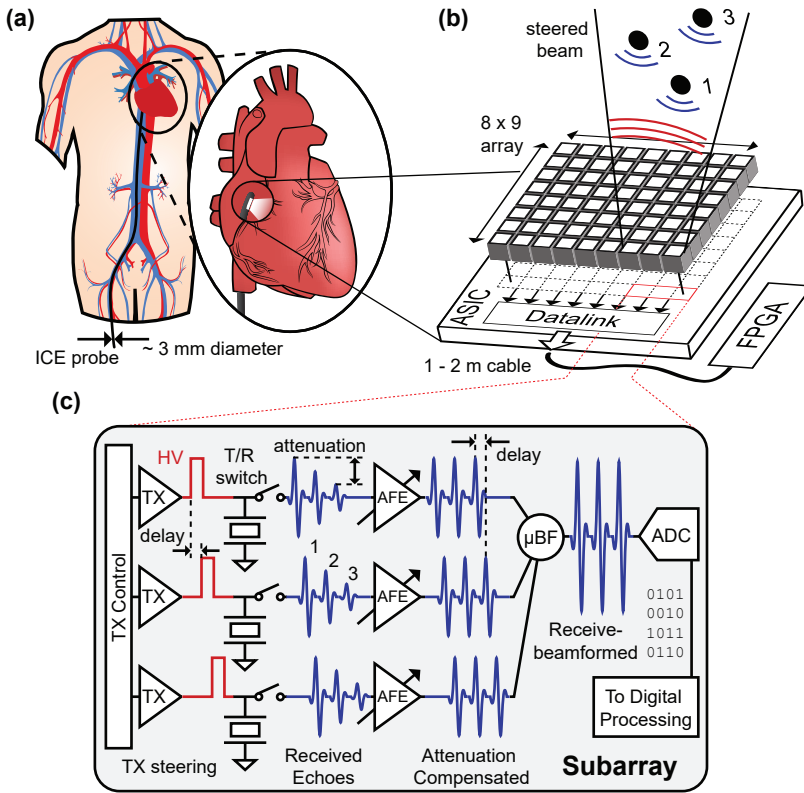 (a)
ICE probe
~ 3 mm diameter
(b)
steered
beam
1
2
3
8 x 9
array
ASIC
Datalink
FPGA
1 - 2 m cable
(c)
TX Control
HV
T/R
switch
attenuation
delay
TX
AFE
delay
1
2
3
TX
AFE
µBF
ADC
0101
0010
1011
0110
Receive-
beamformed
TX
AFE
To Digital
Processing
TX steering
Received
Echoes
Attenuation
Compensated
Subarray